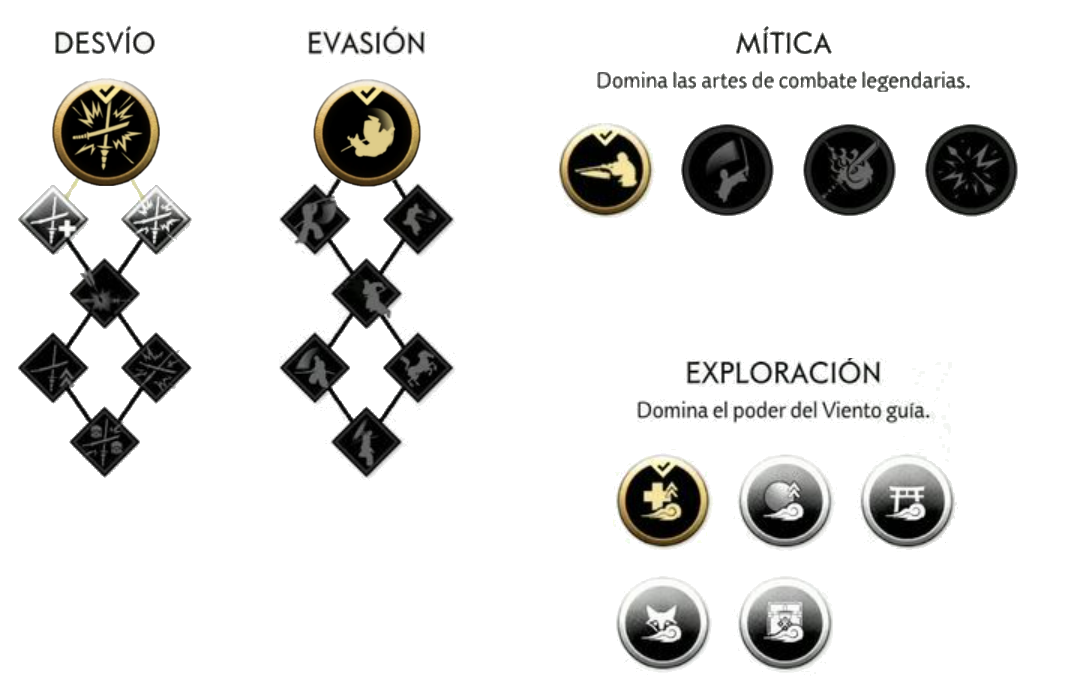 DESVÍO
EVASIÓN
MÍTICA
Domina las artes de combate legendarias.
EXPLORACIÓN
Domina el poder del Viento guía.